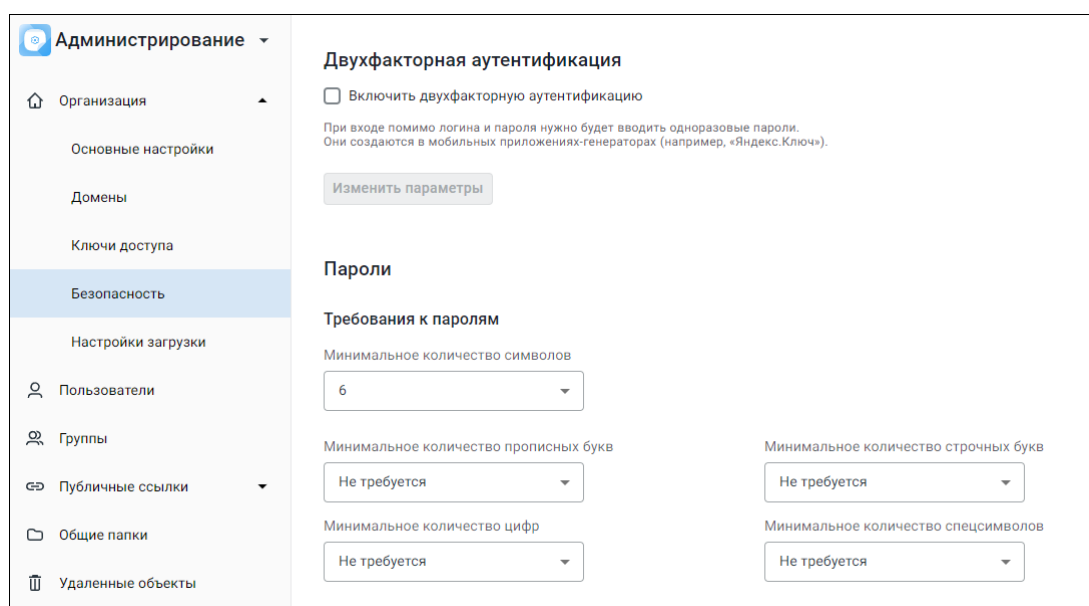 Администрирование
Организация
Основные настройки
Домены
Ключи доступа
Безопасность
Настройки загрузки
Пользователи
Группы
Публичные ссылки
Общие папки
Удаленные объекты
Двухфакторная аутентификация
Включить двухфакторную аутентификацию
При входе помимо логина и пароля нужно будет вводить одноразовые пароли.
Они создаются в мобильных приложениях-генераторах (например, «Яндекс.Ключ»).
Изменить параметры
Пароли
Требования к паролям
Минимальное количество символов
6
Минимальное количество прописных букв
Не требуется
Минимальное количество строчных букв
Не требуется
Минимальное количество цифр
Не требуется
Минимальное количество спецсимволов
Не требуется